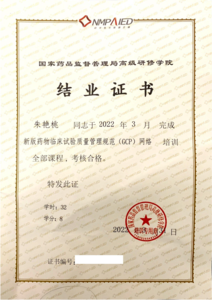 NMPAIED
国家药品监督管理局高级研修学院
结业证书
朱艳桃 同志于 2022 年 3 月 完成
新版药物临床试验质量管理规范(GCP)网络 培训
全部课程、考核合格。
特发此证
学时: 32
学分: 6
2022
证书编号: